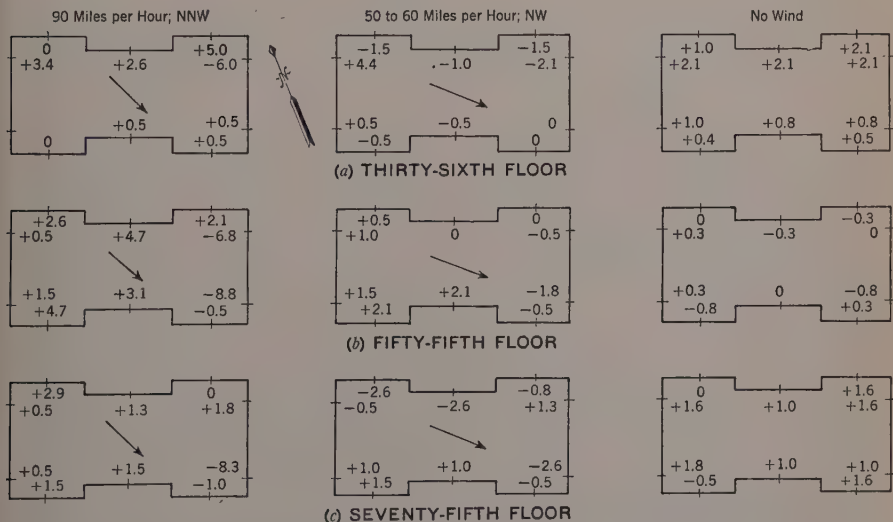 90 Miles per Hour; NNW 50 to 60 Miles per Hour; NW No Wind
0 +5.0 −1.5 −1.5 +1.0 +2.1
+3.4 +2.6 −6.0 +4.4 −1.0 −2.1 +2.1 +2.1 +2.1
+0.5 +0.5 +0.5 −0.5 0 +1.0 +0.8 +0.8
0 +0.5 −0.5 0 +0.4 +0.5
(a) THIRTY-SIXTH FLOOR
+2.6 +2.1 +0.5 0 0 −0.3
+0.5 +4.7 −6.8 +1.0 0 −0.5 +0.3 −0.3 0
+1.5 +3.1 −8.8 +1.5 +2.1 −1.8 +0.3 0 −0.8
+4.7 −0.5 +2.1 −0.5 −0.8 +0.3
(b) FIFTY-FIFTH FLOOR
+2.9 0 −2.6 −0.8 0 +1.6
+0.5 +1.3 +1.8 −0.5 −2.6 +1.3 +1.6 +1.0 +1.6
+0.5 +1.5 −8.3 +1.0 +1.0 −2.6 +1.8 +1.0 +1.0
+1.5 −1.0 +1.5 −0.5 −0.5 +1.6
(c) SEVENTY-FIFTH FLOOR